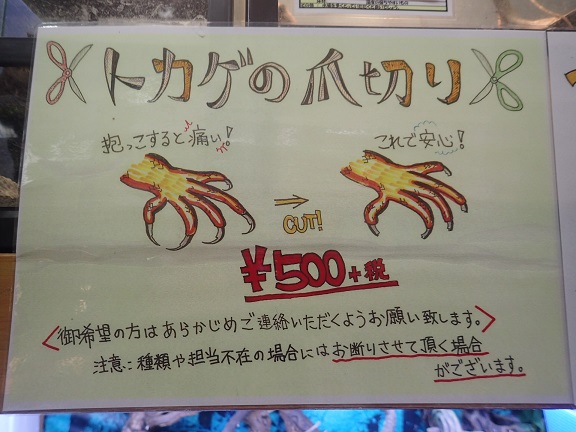 トカゲの爪切り
抱っこすると痛い!
これで安心!
CUT!
¥500+税
<御希望の方はあらかじめご連絡いただくようお願い致します。>
注意:種類や担当不在の場合にはお断りさせて頂く場合
がございます。